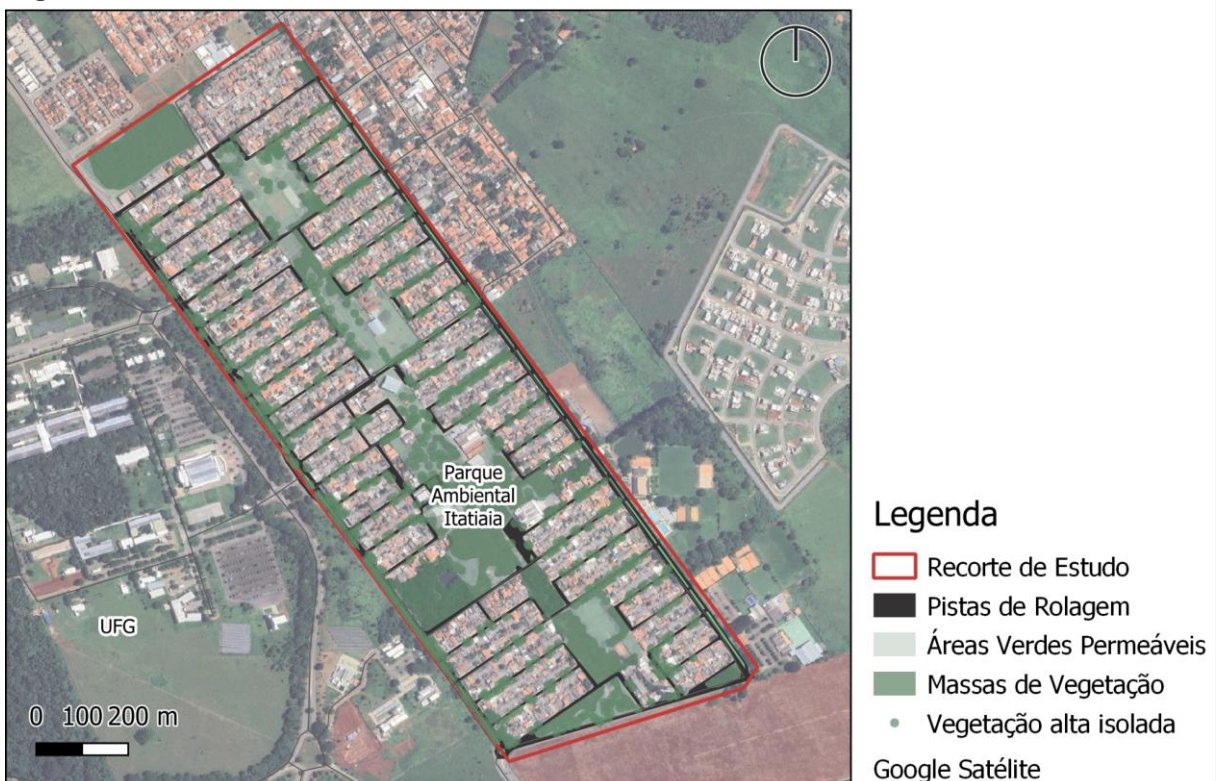 Parque
Ambiental
Itatiaia
UFG
0 100 200 m
Legenda
Recorte de Estudo
Pistas de Rolagem
Áreas Verdes Permeáveis
Massas de Vegetação
Vegetação alta isolada
Google Satélite